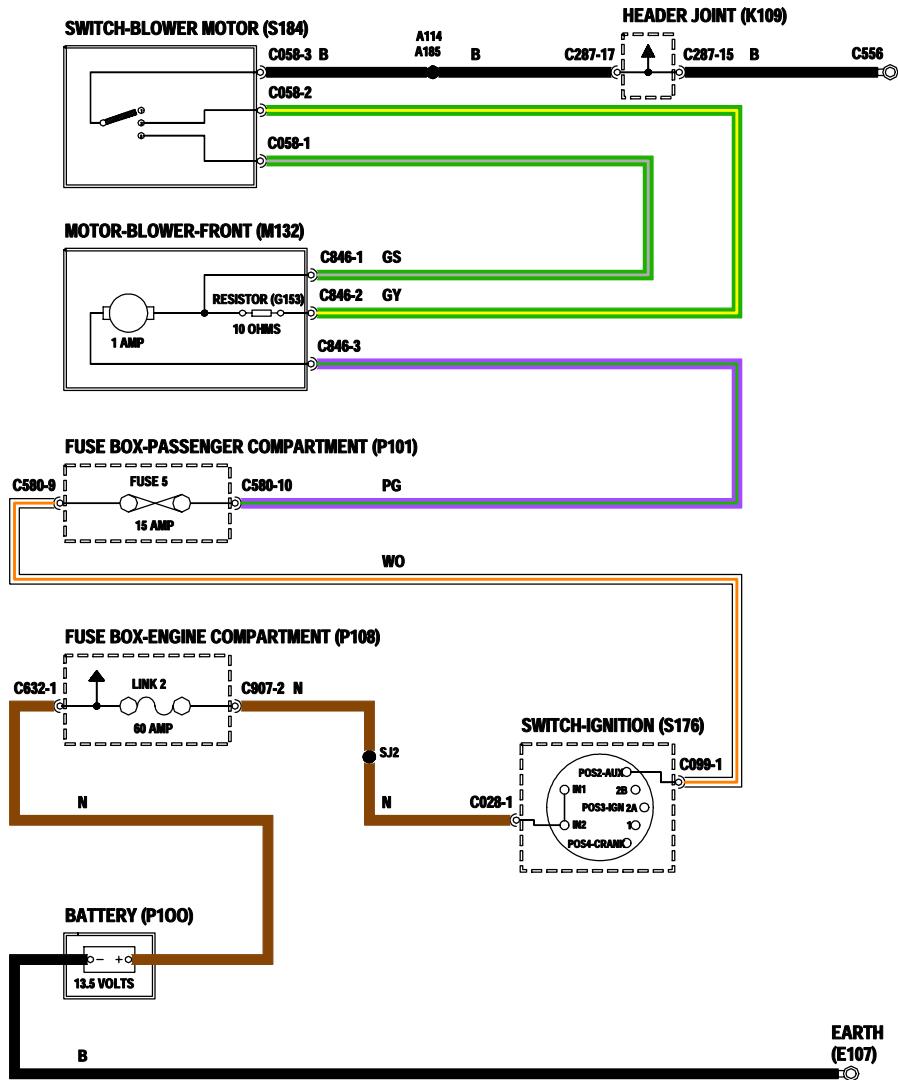 HEADER JOINT (K109)
SWITCH-BLOWER MOTOR (S184)
C058-3 B
A114
A185
B
C287-17
C287-15 B
C556
C058-2
C058-1
MOTOR-BLOWER-FRONT (M132)
C846-1 GS
RESISTOR (G153)
C846-2 GY
10 OHMS
1 AMP
C846-3
FUSE BOX-PASSENGER COMPARTMENT (P101)
C580-9
FUSE 5
C580-10
PG
15 AMP
WO
FUSE BOX-ENGINE COMPARTMENT (P108)
C632-1
LINK 2
C907-2 N
60 AMP
SWITCH-IGNITION (S176)
SJ2
C099-1
POS2-AUX
IN1
2B
N
N
C028-1
POS3-IGN 2A
IN2
1
POS4-CRANK
BATTERY (P100)
- +
13.5 VOLTS
EARTH
(E107)
B